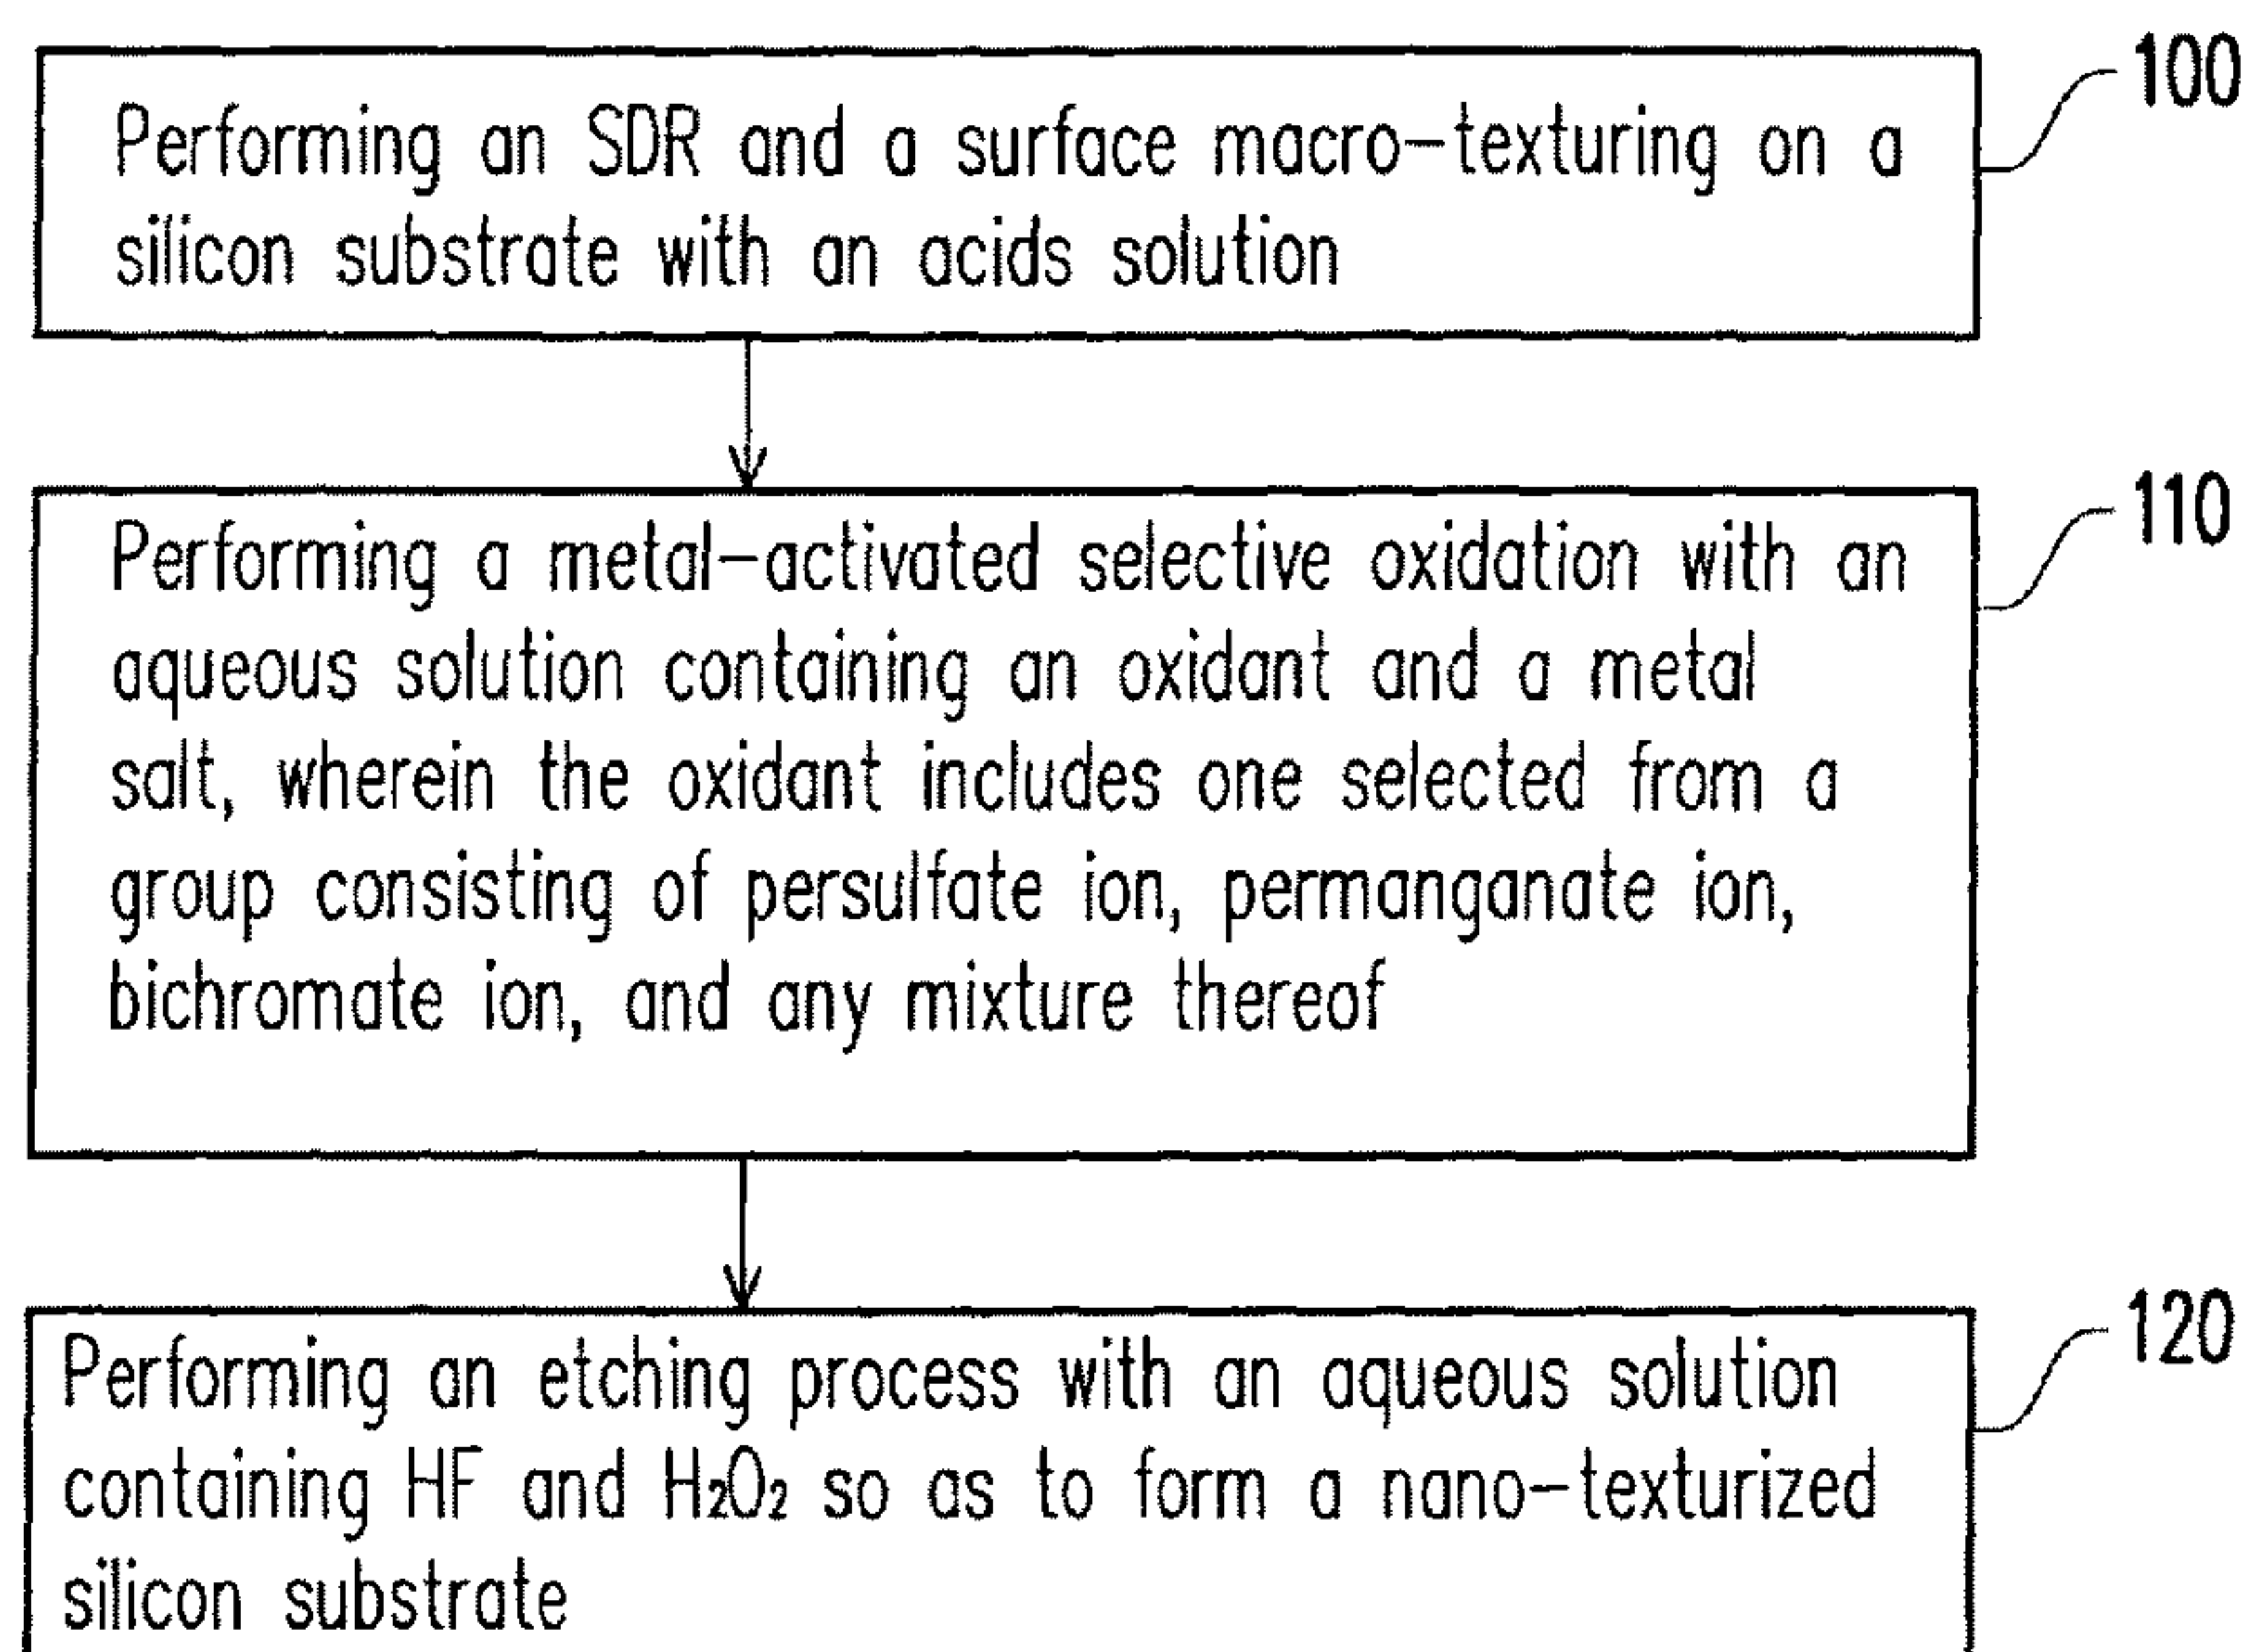 100
Performing an SDR and a surface macro-texturing on a
silicon substrate with an acids solution
110
Performing a metal-activated selective oxidation with an
aqueous solution containing an oxidant and a metal
salt, wherein the oxidant includes one selected from a
group consisting of persulfate ion, permanganate ion,
bichromate ion, and any mixture thereof
120
Performing an etching process with an aqueous solution
containing HF and H₂O₂ so as to form a nano-texturized
silicon substrate